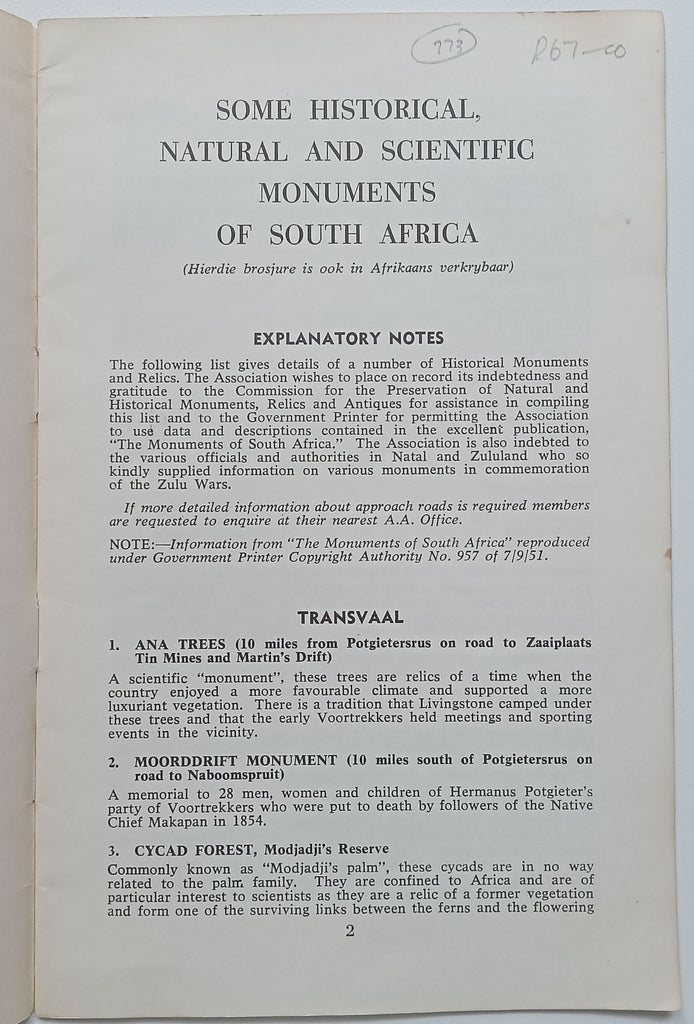 773 R67-00
SOME HISTORICAL,
NATURAL AND SCIENTIFIC
MONUMENTS
OF SOUTH AFRICA
(Hierdie brosjure is ook in Afrikaans verkrybaar)
EXPLANATORY NOTES
The following list gives details of a number of Historical Monuments
and Relics. The Association wishes to place on record its indebtedness and
gratitude to the Commission for the Preservation of Natural and
Historical Monuments, Relics and Antiques for assistance in compiling
this list and to the Government Printer for permitting the Association
to use data and descriptions contained in the excellent publication,
"The Monuments of South Africa." The Association is also indebted to
the various officials and authorities in Natal and Zululand who so
kindly supplied information on various monuments in commemoration
of the Zulu Wars.
If more detailed information about approach roads is required members
are requested to enquire at their nearest A.A. Office.
NOTE:—Information from "The Monuments of South Africa" reproduced
under Government Printer Copyright Authority No. 957 of 7/9/51.
TRANSVAAL
1. ANA TREES (10 miles from Potgietersrus on road to Zaaiplaats
Tin Mines and Martin's Drift)
A scientific "monument", these trees are relics of a time when the
country enjoyed a more favourable climate and supported a more
luxuriant vegetation. There is a tradition that Livingstone camped under
these trees and that the early Voortrekkers held meetings and sporting
events in the vicinity.
2. MOORDDRIFT MONUMENT (10 miles south of Potgietersrus on
road to Naboomspruit)
A memorial to 28 men, women and children of Hermanus Potgieter's
party of Voortrekkers who were put to death by followers of the Native
Chief Makapan in 1854.
3. CYCAD FOREST, Modjadji's Reserve
Commonly known as "Modjadji's palm", these cycads are in no way
related to the palm family. They are confined to Africa and are of
particular interest to scientists as they are a relic of a former vegetation
and form one of the surviving links between the ferns and the flowering
2